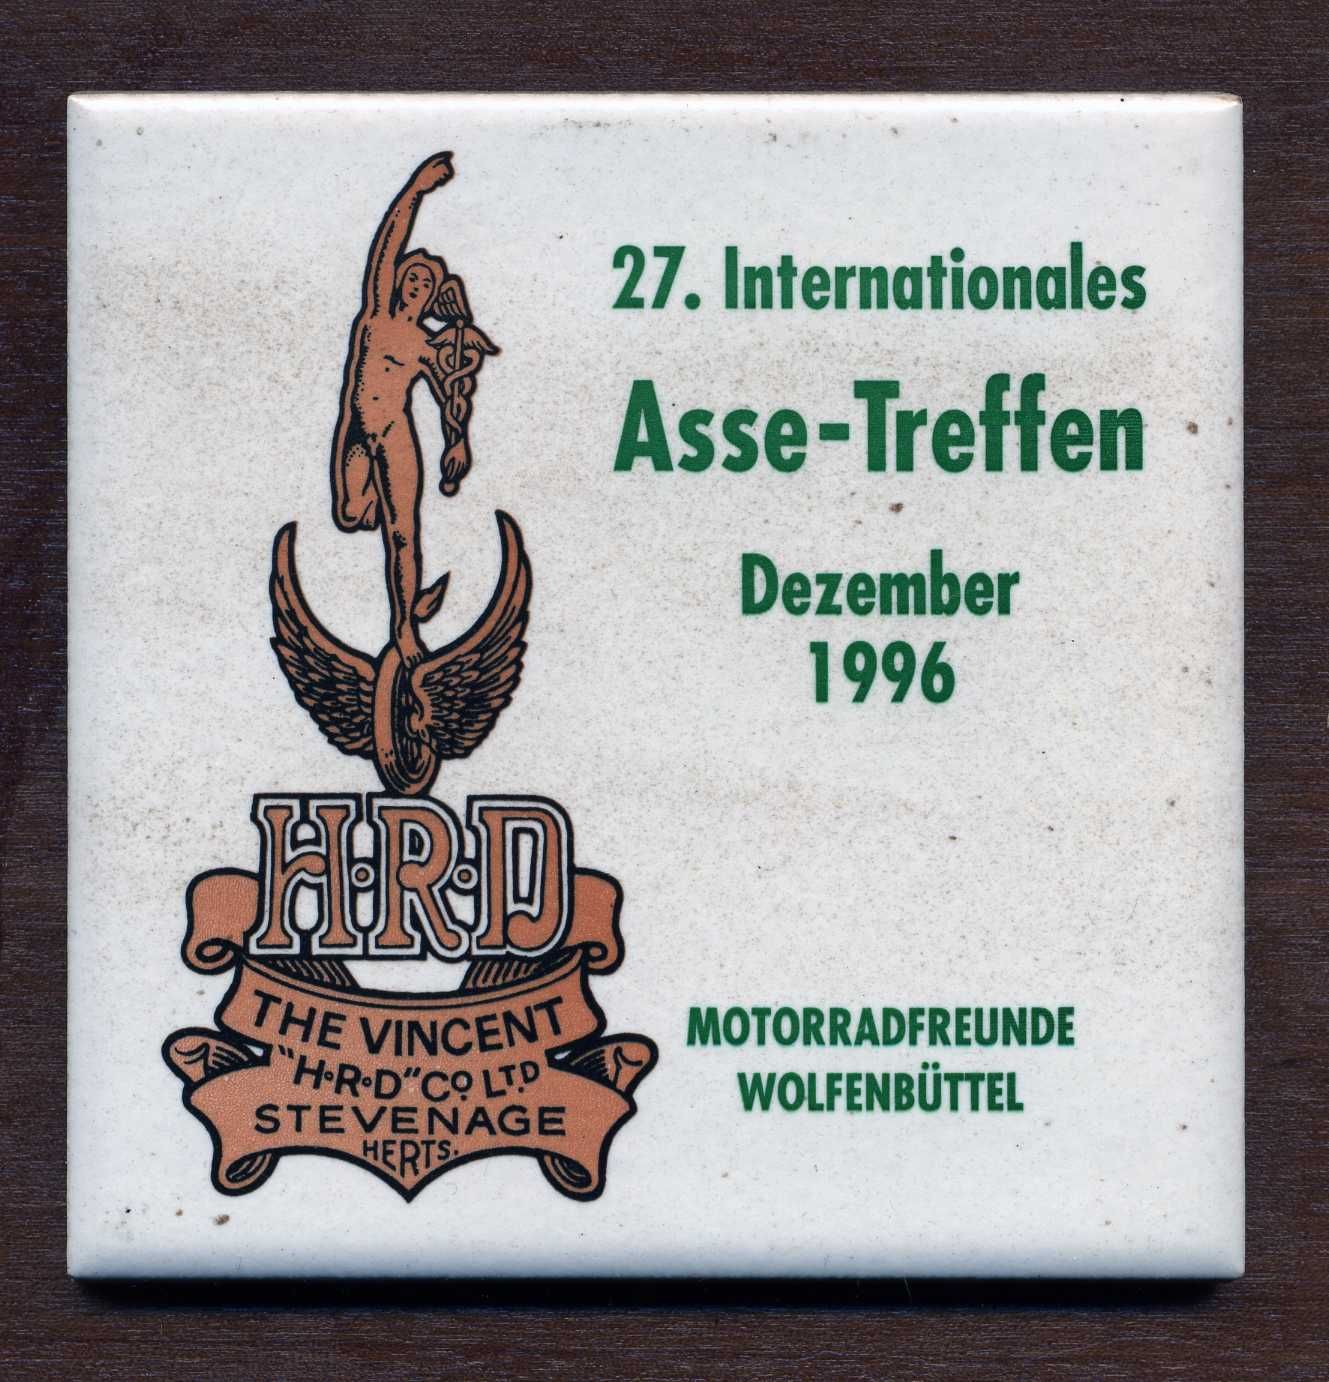 27. Internationales
Asse-Treffen
Dezember
1996
H·R·D
THE VINCENT
"H·R·D" Cº LTD
STEVENAGE
HERTS.
MOTORRADFREUNDE
WOLFENBÜTTEL